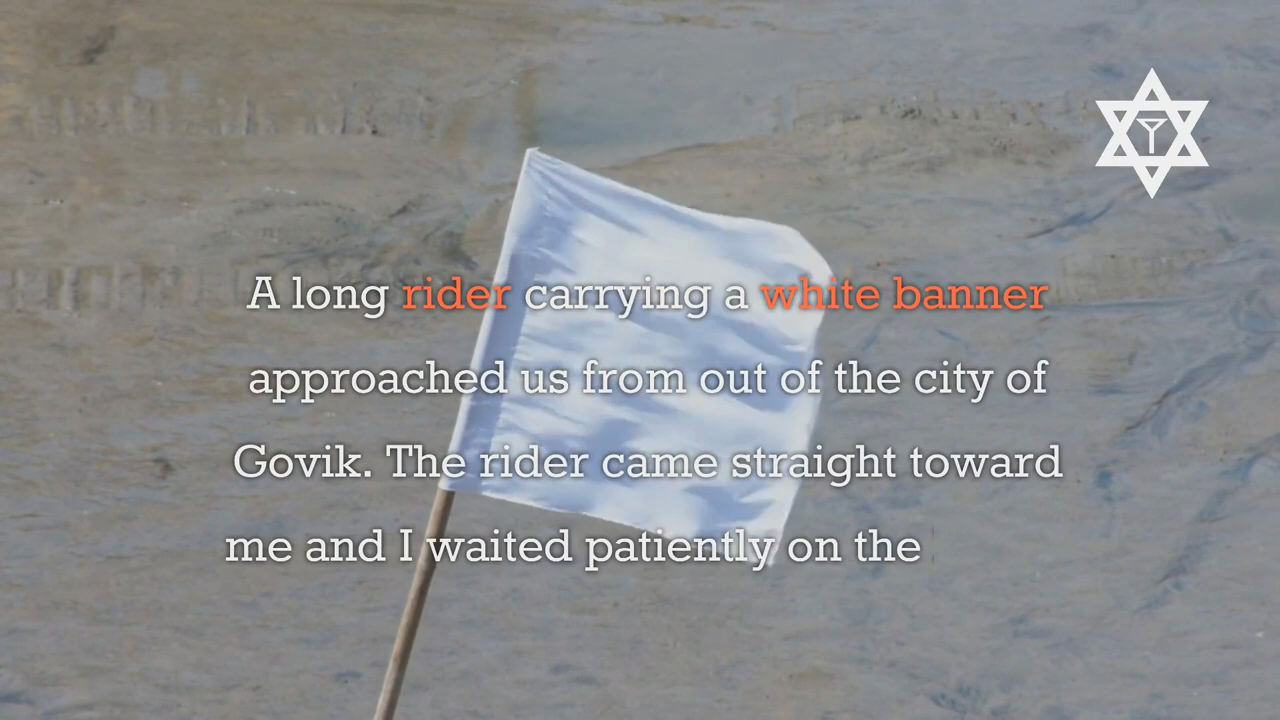 A long rider carrying a white banner
approached us from out of the city of
Govik. The rider came straight toward
me and I waited patiently on the